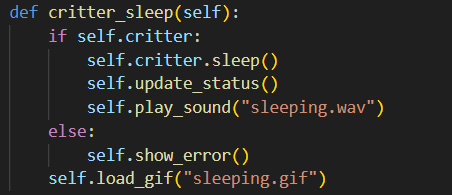 def critter_sleep(self):
    if self.critter:
        self.critter.sleep()
        self.update_status()
        self.play_sound("sleeping.wav")
    else:
        self.show_error()
    self.load_gif("sleeping.gif")